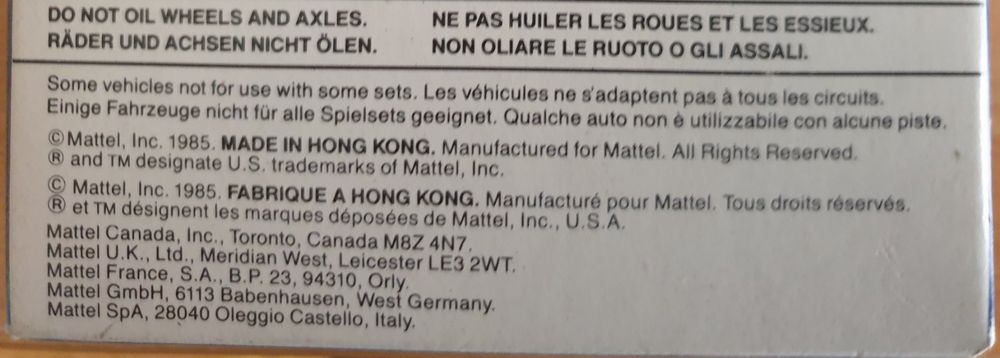 DO NOT OIL WHEELS AND AXLES.
RÄDER UND ACHSEN NICHT ÖLEN.
NE PAS HUILER LES ROUES ET LES ESSIEUX.
NON OLIARE LE RUOTO O GLI ASSALI.
Some vehicles not for use with some sets. Les véhicules ne s'adaptent pas à tous les circuits.
Einige Fahrzeuge nicht für alle Spielsets geeignet. Qualche auto non è utilizzabile con alcune piste.
©Mattel, Inc. 1985. MADE IN HONG KONG. Manufactured for Mattel. All Rights Reserved.
® and TM designate U.S. trademarks of Mattel, Inc.
© Mattel, Inc. 1985. FABRIQUE A HONG KONG. Manufacturé pour Mattel. Tous droits réservés.
® et TM désignent les marques déposées de Mattel, Inc., U.S.A.
Mattel Canada, Inc., Toronto, Canada M8Z 4N7.
Mattel U.K., Ltd., Meridian West, Leicester LE3 2WT.
Mattel France, S.A., B.P. 23, 94310, Orly.
Mattel GmbH, 6113 Babenhausen, West Germany.
Mattel SpA, 28040 Oleggio Castello, Italy.